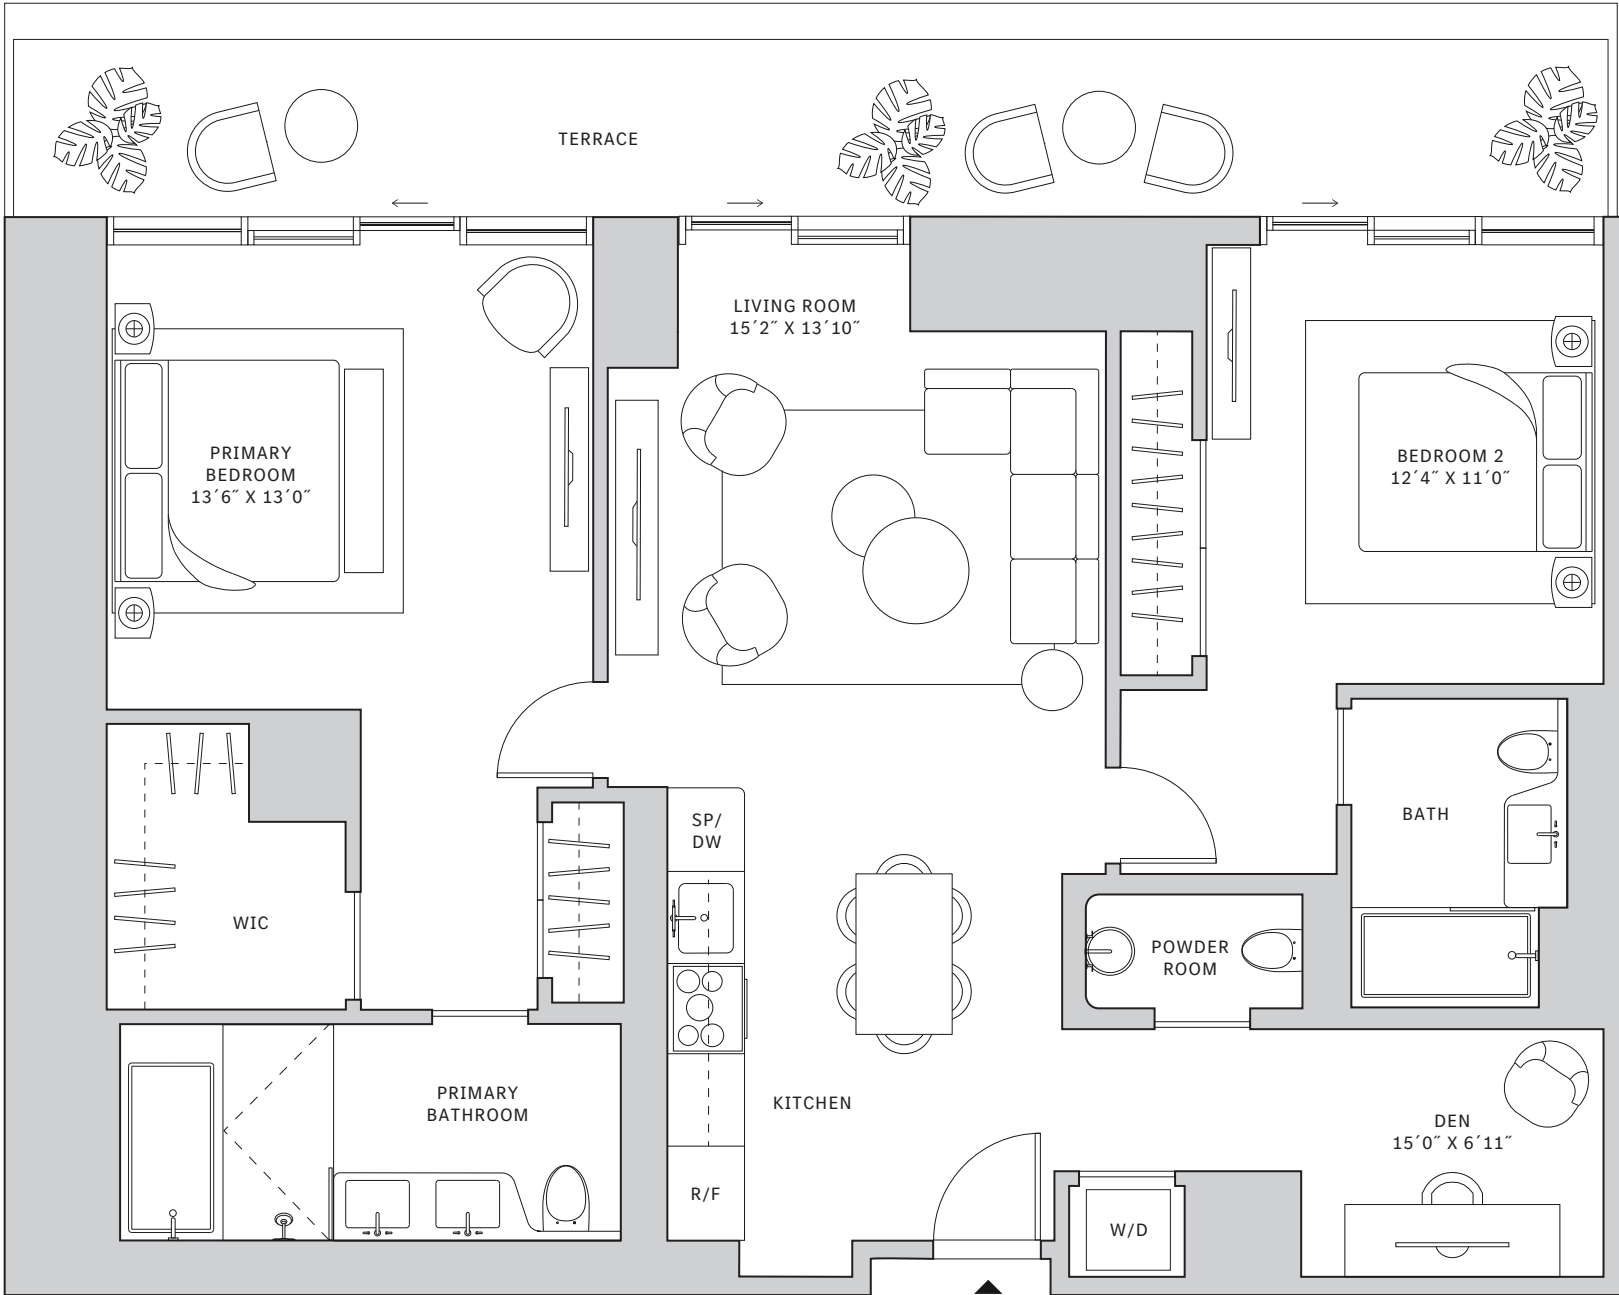 TERRACE
LIVING ROOM
15´2˝ X 13´10˝
PRIMARY
BEDROOM
13´6˝ X 13´0˝
BEDROOM 2
12´4˝ X 11´0˝
SP/
DW
BATH
WIC
POWDER
ROOM
PRIMARY
BATHROOM
KITCHEN
DEN
15´0˝ X 6´11˝
R/F
W/D